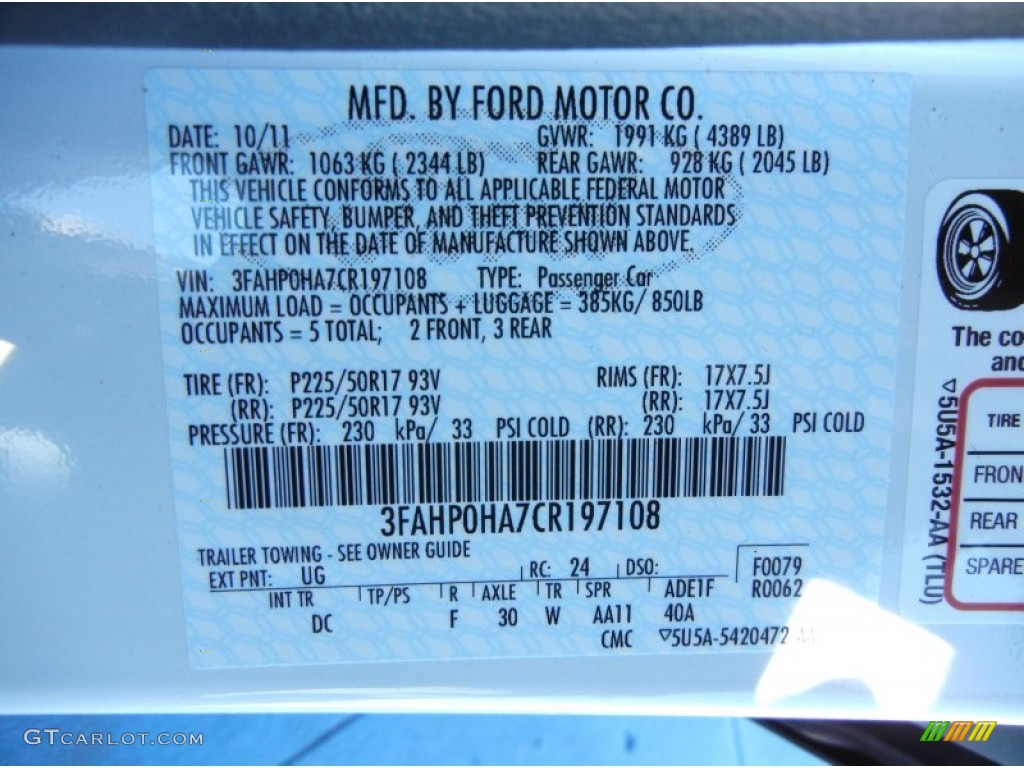 MFD. BY FORD MOTOR CO.
DATE: 10/11 GVWR: 1991 KG ( 4389 LB)
FRONT GAWR: 1063 KG ( 2344 LB) REAR GAWR: 928 KG ( 2045 LB)
THIS VEHICLE CONFORMS TO ALL APPLICABLE FEDERAL MOTOR
VEHICLE SAFETY, BUMPER, AND THEFT PREVENTION STANDARDS
IN EFFECT ON THE DATE OF MANUFACTURE SHOWN ABOVE.
VIN: 3FAHP0HA7CR197108 TYPE: Passenger Car
MAXIMUM LOAD = OCCUPANTS + LUGGAGE = 385KG/ 850LB
OCCUPANTS = 5 TOTAL; 2 FRONT, 3 REAR
TIRE (FR): P225/50R17 93V RIMS (FR): 17X7.5J
(RR): P225/50R17 93V (RR): 17X7.5J
PRESSURE (FR): 230 kPa/ 33 PSI COLD (RR): 230 kPa/ 33 PSI COLD
3FAHP0HA7CR197108
TRAILER TOWING - SEE OWNER GUIDE
EXT PNT: UG RC: 24 DSO: F0079
INT TR TP/PS R AXLE TR SPR ADE1F R0062
DC F 30 W AA11 40A
CMC ▽5U5A-5420472-AA
The co
and
▽5U5A-1532-AA (TLU)
TIRE
FRON
REAR
SPARE
GTCARLOT.COM